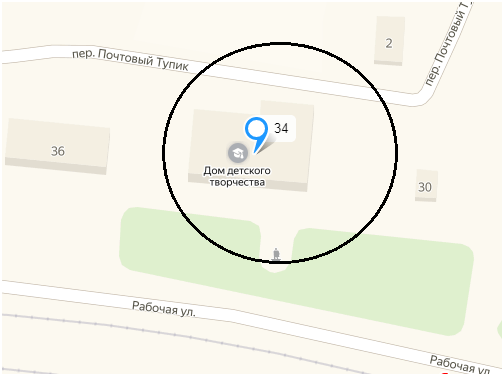 2
пер. Почтовый Тупик
пер. Почтовый Т
34
36
Дом детского
творчества
30
Рабочая ул.
Рабочая ул.